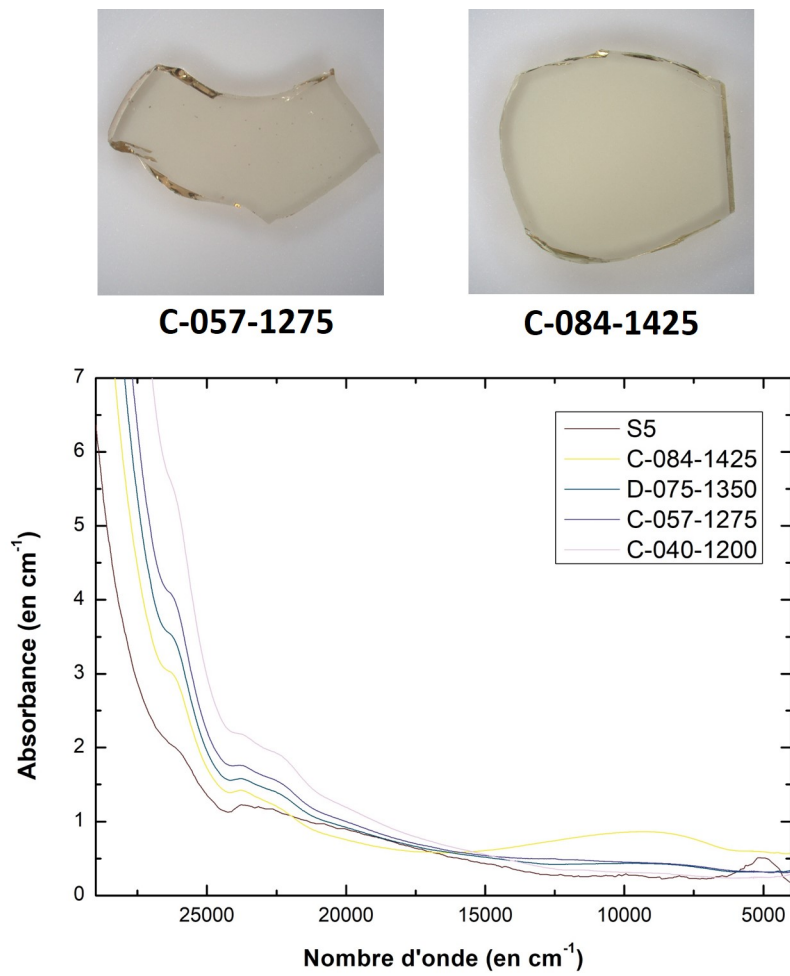 C-057-1275
C-084-1425
7
6
5
4
3
2
1
0
S5
C-084-1425
D-075-1350
C-057-1275
C-040-1200
25000 20000 15000 10000 5000
Absorbance (en cm⁻¹)
Nombre d'onde (en cm⁻¹)